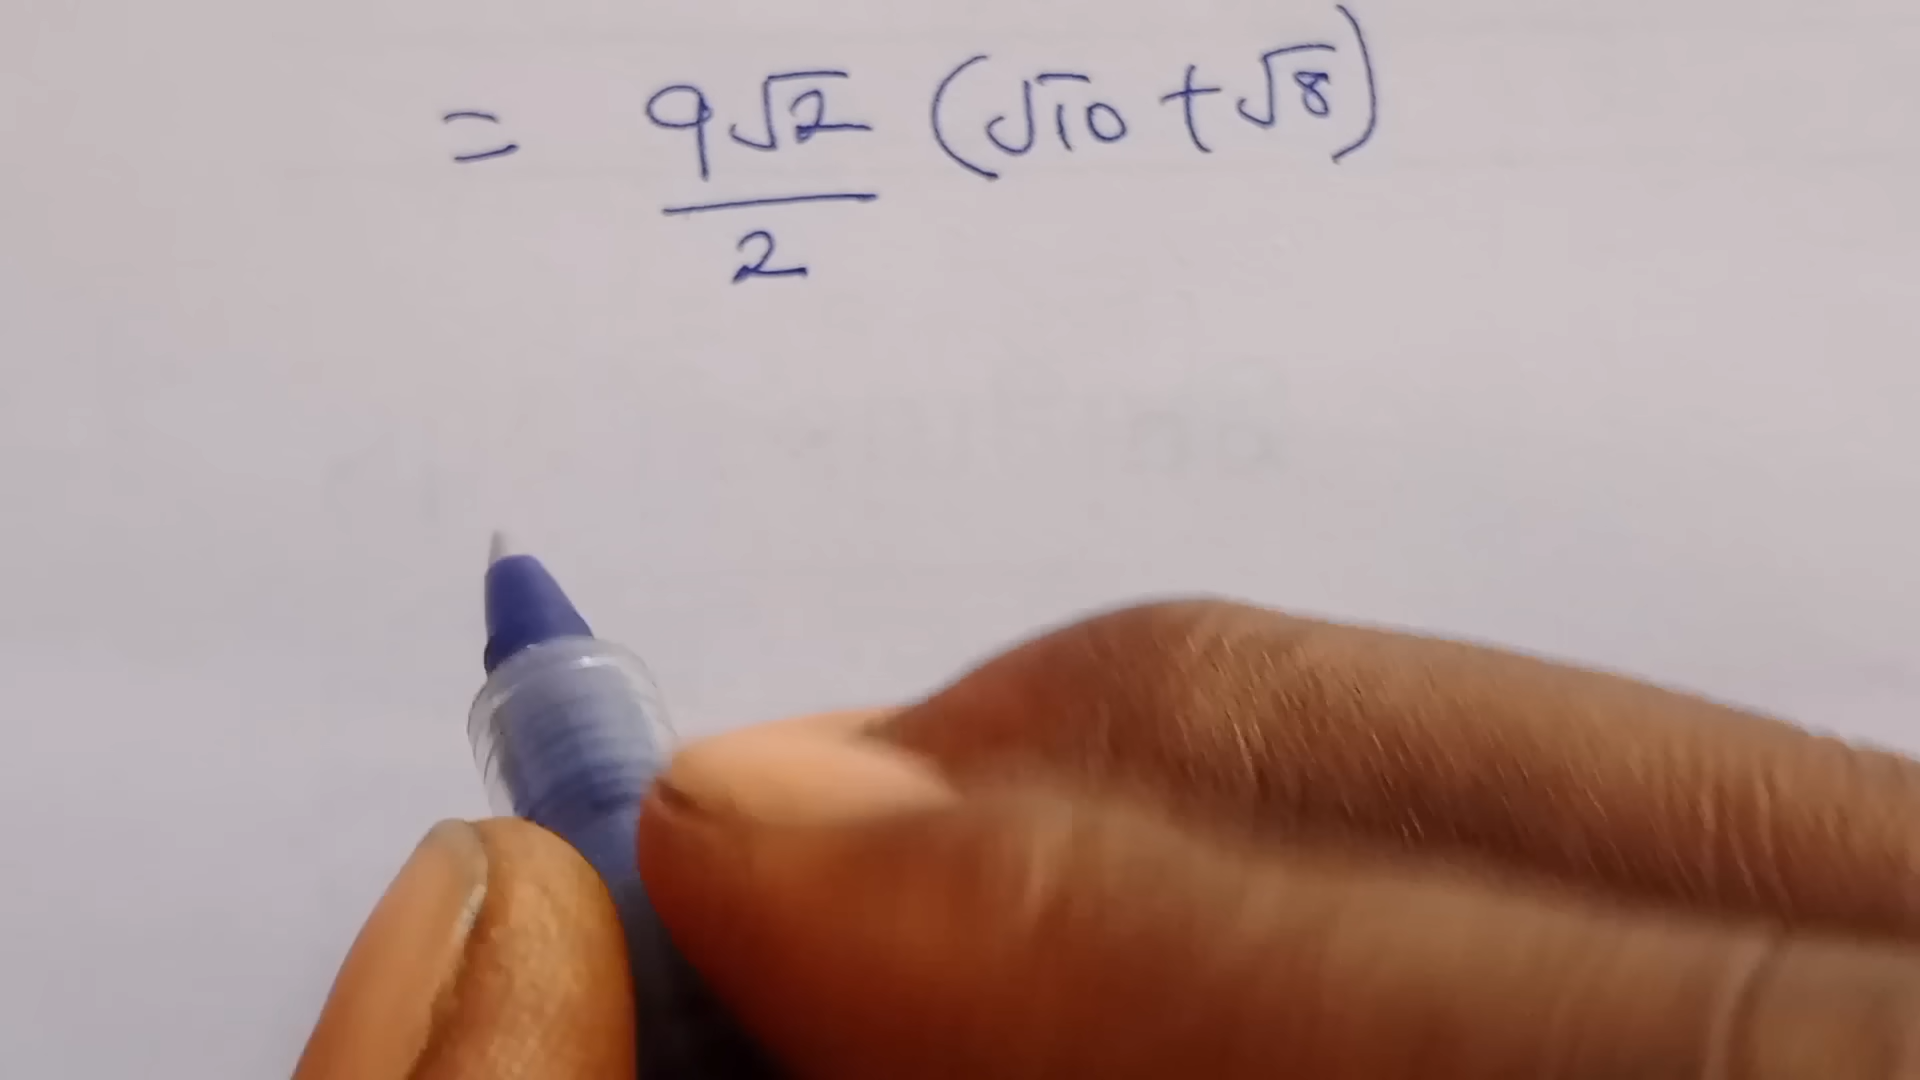 = 9√2/2 (√10 + √8)